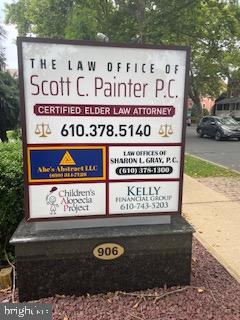 THE LAW OFFICE OF
Scott C. Painter P.C.
CERTIFIED ELDER LAW ATTORNEY
610.378.5140
Abe's Abstract LLC
LAW OFFICES OF
SHARON L. GRAY, P.C.
(610) 378-1300
Children's
Alopecia
Project
KELLY
FINANCIAL GROUP
610-743-5203
906
BRIGHT